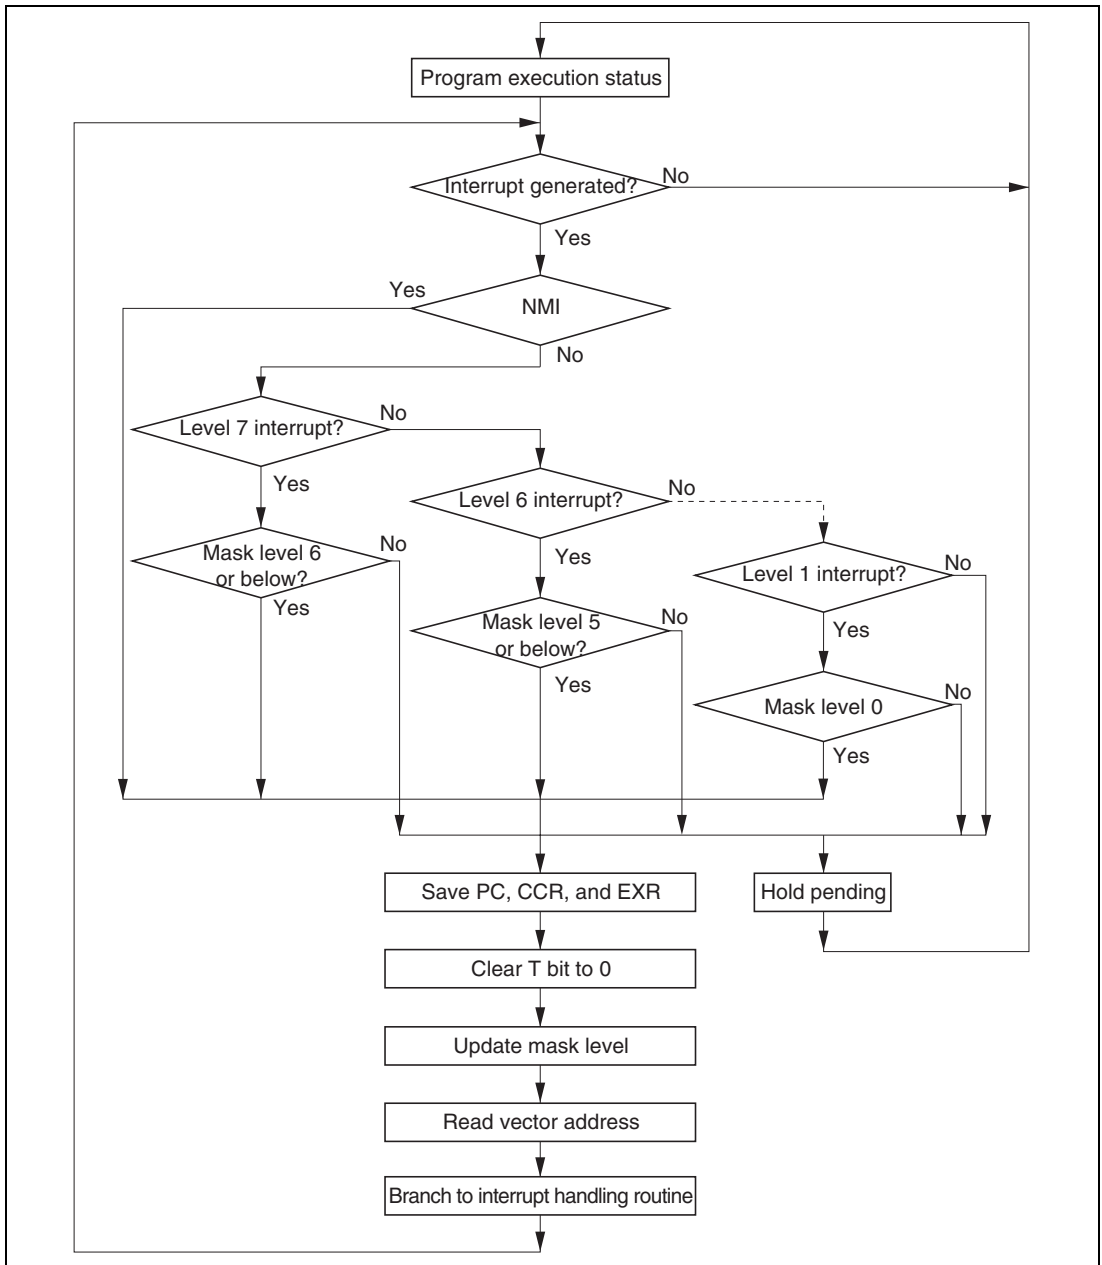 Program execution status
Interrupt generated?
No
Yes
Yes
NMI
No
Level 7 interrupt?
No
Yes
Level 6 interrupt?
No
Mask level 6
or below?
No
Yes
Yes
Level 1 interrupt?
No
Mask level 5
or below?
No
Yes
Yes
Mask level 0
No
Yes
Save PC, CCR, and EXR
Hold pending
Clear T bit to 0
Update mask level
Read vector address
Branch to interrupt handling routine